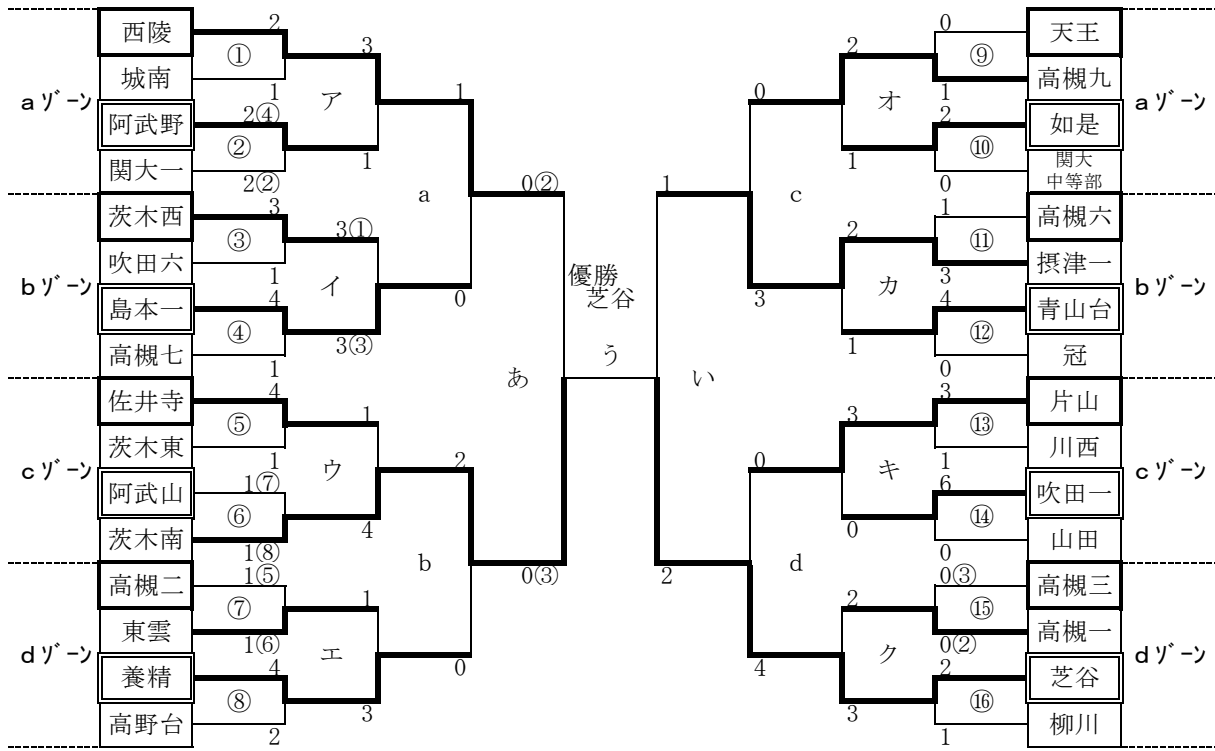 西陵
城南
阿武野
関大一
茨木西
吹田六
島本一
高槻七
佐井寺
茨木東
阿武山
茨木南
高槻二
東雲
養精
高野台
aゾーン
bゾーン
cゾーン
dゾーン
2
①
1
2④
②
2②
3
③
1
4
④
1
4
⑤
1
1⑦
⑥
1⑧
1⑤
⑦
1⑥
4
⑧
2
3
ア
1
3①
イ
3③
1
ウ
4
1
エ
3
1
a
0
2
b
0
0②
あ
0③
優勝
芝谷
う
1
い
2
0
c
3
0
d
4
2
オ
1
2
カ
1
3
キ
0
2
ク
3
0
⑨
1
2
⑩
0
1
⑪
3
4
⑫
0
3
⑬
1
6
⑭
0
0③
⑮
0②
2
⑯
1
天王
高槻九
如是
関大
中等部
高槻六
摂津一
青山台
冠
片山
川西
吹田一
山田
高槻三
高槻一
芝谷
柳川
aゾーン
bゾーン
cゾーン
dゾーン